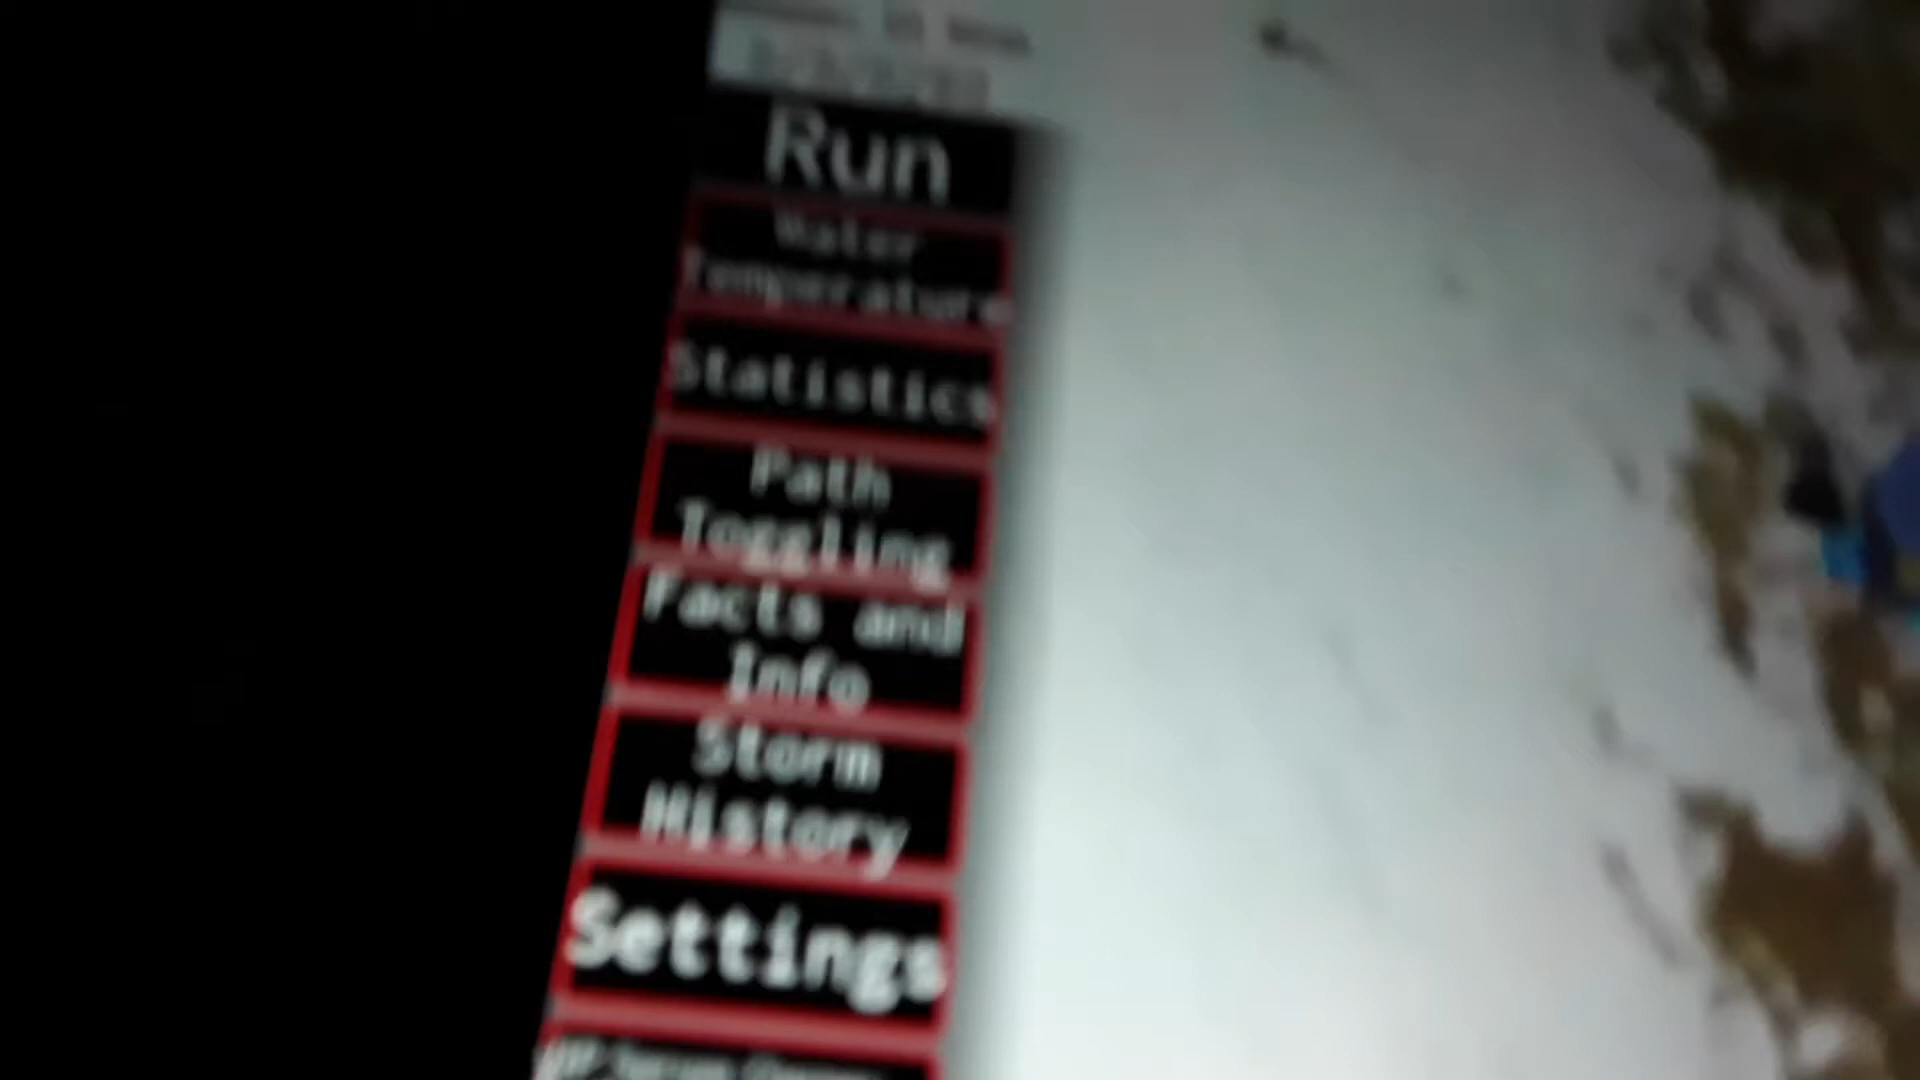 Run
Water
Temperature
Statistics
Path
Toggling
Facts and
Info
Storm
History
Settings